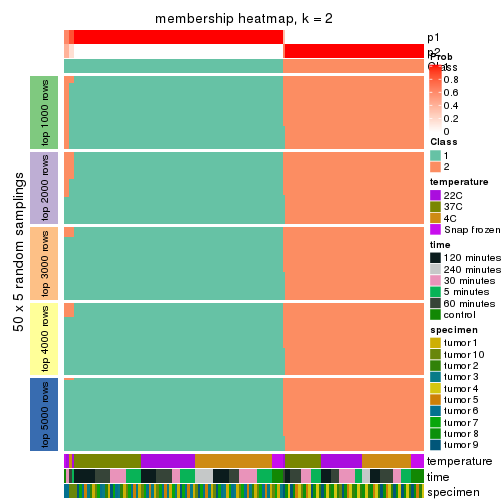 membership heatmap, k = 2
p1
p2
Class
50 x 5 random samplings
top 1000 rows
top 2000 rows
top 3000 rows
top 4000 rows
top 5000 rows
temperature
time
specimen
Prob
0.8
0.6
0.4
0.2
0
Class
1
2
temperature
22C
37C
4C
Snap frozen
time
120 minutes
240 minutes
30 minutes
5 minutes
60 minutes
control
specimen
tumor 1
tumor 10
tumor 2
tumor 3
tumor 4
tumor 5
tumor 6
tumor 7
tumor 8
tumor 9